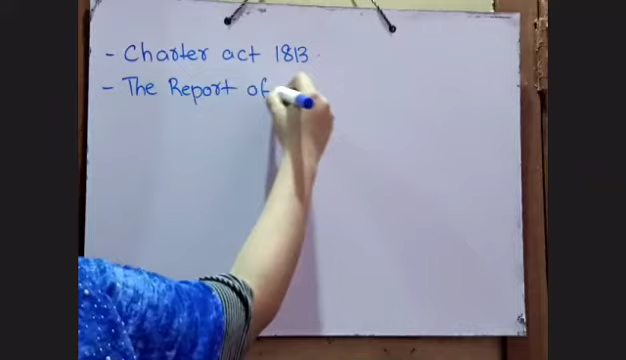 - Charter act 1813
- The Report of